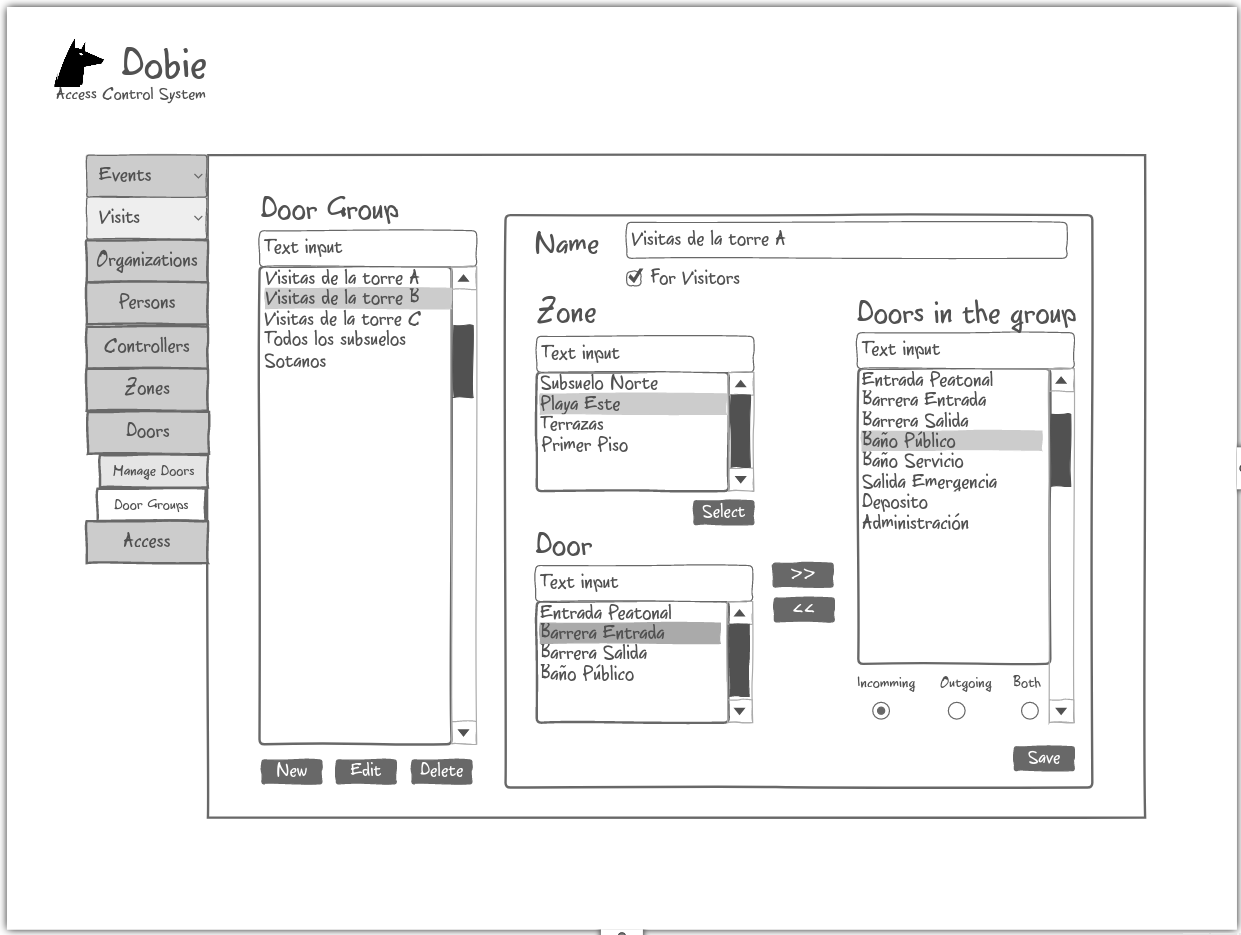 Dobie
Access Control System
Events
Visits
Organizations
Persons
Controllers
Zones
Doors
Manage Doors
Door Groups
Access
Door Group
Text input
Visitas de la torre A
Visitas de la torre B
Visitas de la torre C
Todos los subsuelos
Sotanos
New
Edit
Delete
Name
Visitas de la torre A
For Visitors
Zone
Text input
Subsuelo Norte
Playa Este
Terrazas
Primer Piso
Select
Door
Text input
Entrada Peatonal
Barrera Entrada
Barrera Salida
Baño Público
>>
<<
Doors in the group
Text input
Entrada Peatonal
Barrera Entrada
Barrera Salida
Baño Público
Baño Servicio
Salida Emergencia
Deposito
Administración
Incomming
Outgoing
Both
Save